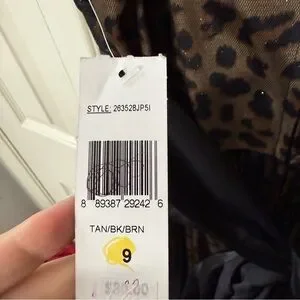 STYLE: 263528JP5I
8 89387 29242 6
TAN/BK/BRN
9